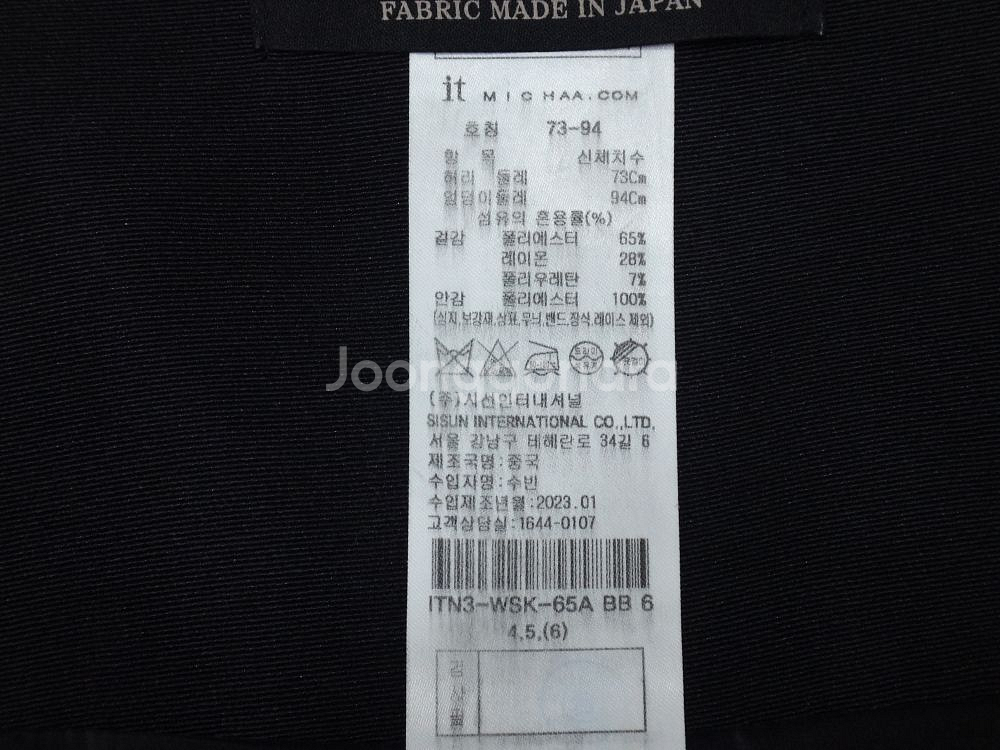 FABRIC MADE IN JAPAN
it MICHAA.COM
호칭 73-94
항 목 신체치수
허리 둘레 73Cm
엉덩이둘레 94Cm
섬유의 혼용률(%)
겉감 폴리에스터 65%
레이온 28%
폴리우레탄 7%
안감 폴리에스터 100%
(심지,보강재,상표,무늬,밴드,장식,레이스 제외)
드라이
Joongonara
(주)시선인터내셔널
SISUN INTERNATIONAL CO.,LTD.
서울 강남구 테헤란로 34길 6
제조국명:중국
수입자명:수반
수입제조년월:2023.01
고객상담실:1644-0107
ITN3-WSK-65A BB 6
4,5,(6)
검사필